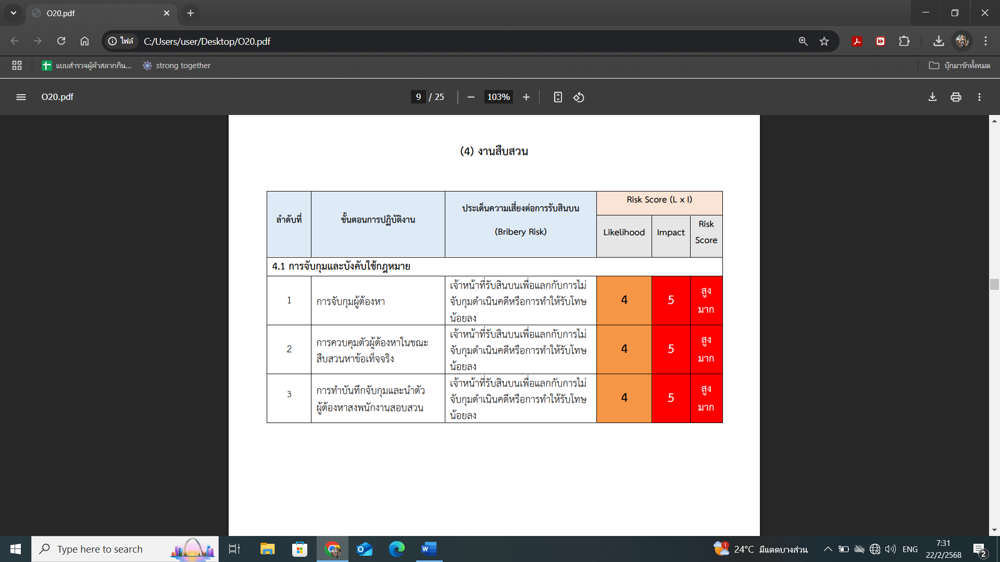 O20.pdf
ไฟล์
C:/Users/user/Desktop/O20.pdf
แบบสำรวจผู้ค้าสลากกิน...
strong together
บุ๊กมาร์กทั้งหมด
O20.pdf
9 / 25
103%
(4) งานสืบสวน
ลำดับที่
ขั้นตอนการปฏิบัติงาน
ประเด็นความเสี่ยงต่อการรับสินบน
(Bribery Risk)
Risk Score (L x I)
Likelihood
Impact
Risk
Score
4.1 การจับกุมและบังคับใช้กฎหมาย
1
การจับกุมผู้ต้องหา
เจ้าหน้าที่รับสินบนเพื่อแลกกับการไม่
จับกุมดำเนินคดีหรือการทำให้รับโทษ
น้อยลง
4
5
สูง
มาก
2
การควบคุมตัวผู้ต้องหาในขณะ
สืบสวนหาข้อเท็จจริง
เจ้าหน้าที่รับสินบนเพื่อแลกกับการไม่
จับกุมดำเนินคดีหรือการทำให้รับโทษ
น้อยลง
4
5
สูง
มาก
3
การทำบันทึกจับกุมและนำตัว
ผู้ต้องหาสงพนักงานสอบสวน
เจ้าหน้าที่รับสินบนเพื่อแลกกับการไม่
จับกุมดำเนินคดีหรือการทำให้รับโทษ
น้อยลง
4
5
สูง
มาก
Type here to search
1
24°C มีแดดบางส่วน
ENG
7:31
22/2/2568
2